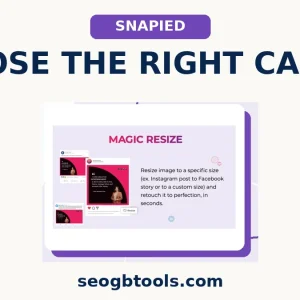 SNAPIED
OSE THE RIGHT CA
MAGIC RESIZE
Resize image to a specific size
(ex. Instagram post to Facebook
story or to a custom size) and
retouch it to perfection, in
seconds.
seogbtools.com